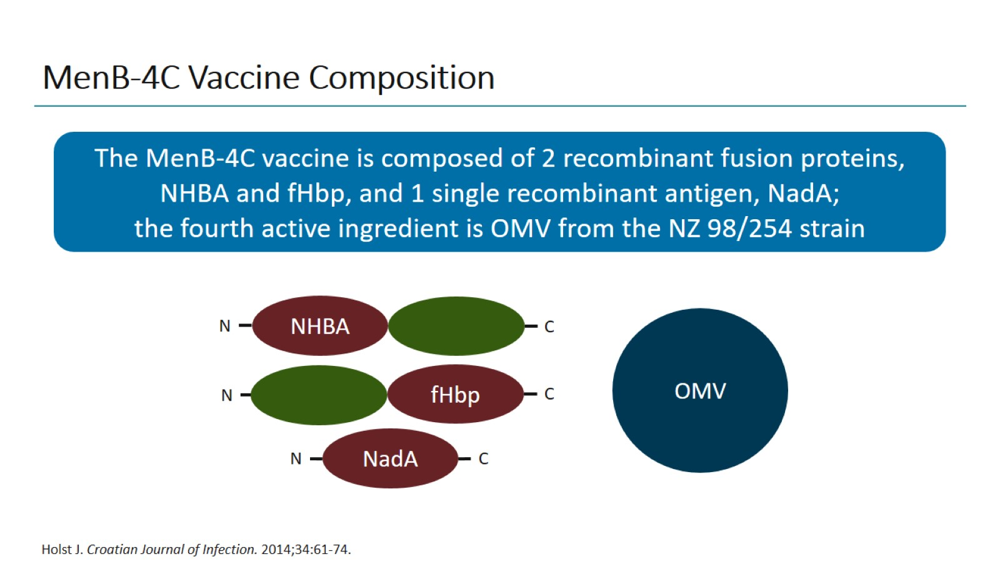 MenB-4C Vaccine Composition
The MenB-4C vaccine is composed of 2 recombinant fusion proteins,
NHBA and fHbp, and 1 single recombinant antigen, NadA;
the fourth active ingredient is OMV from the NZ 98/254 strain
N NHBA C
N fHbp C
OMV
N NadA C
Holst J. Croatian Journal of Infection. 2014;34:61-74.